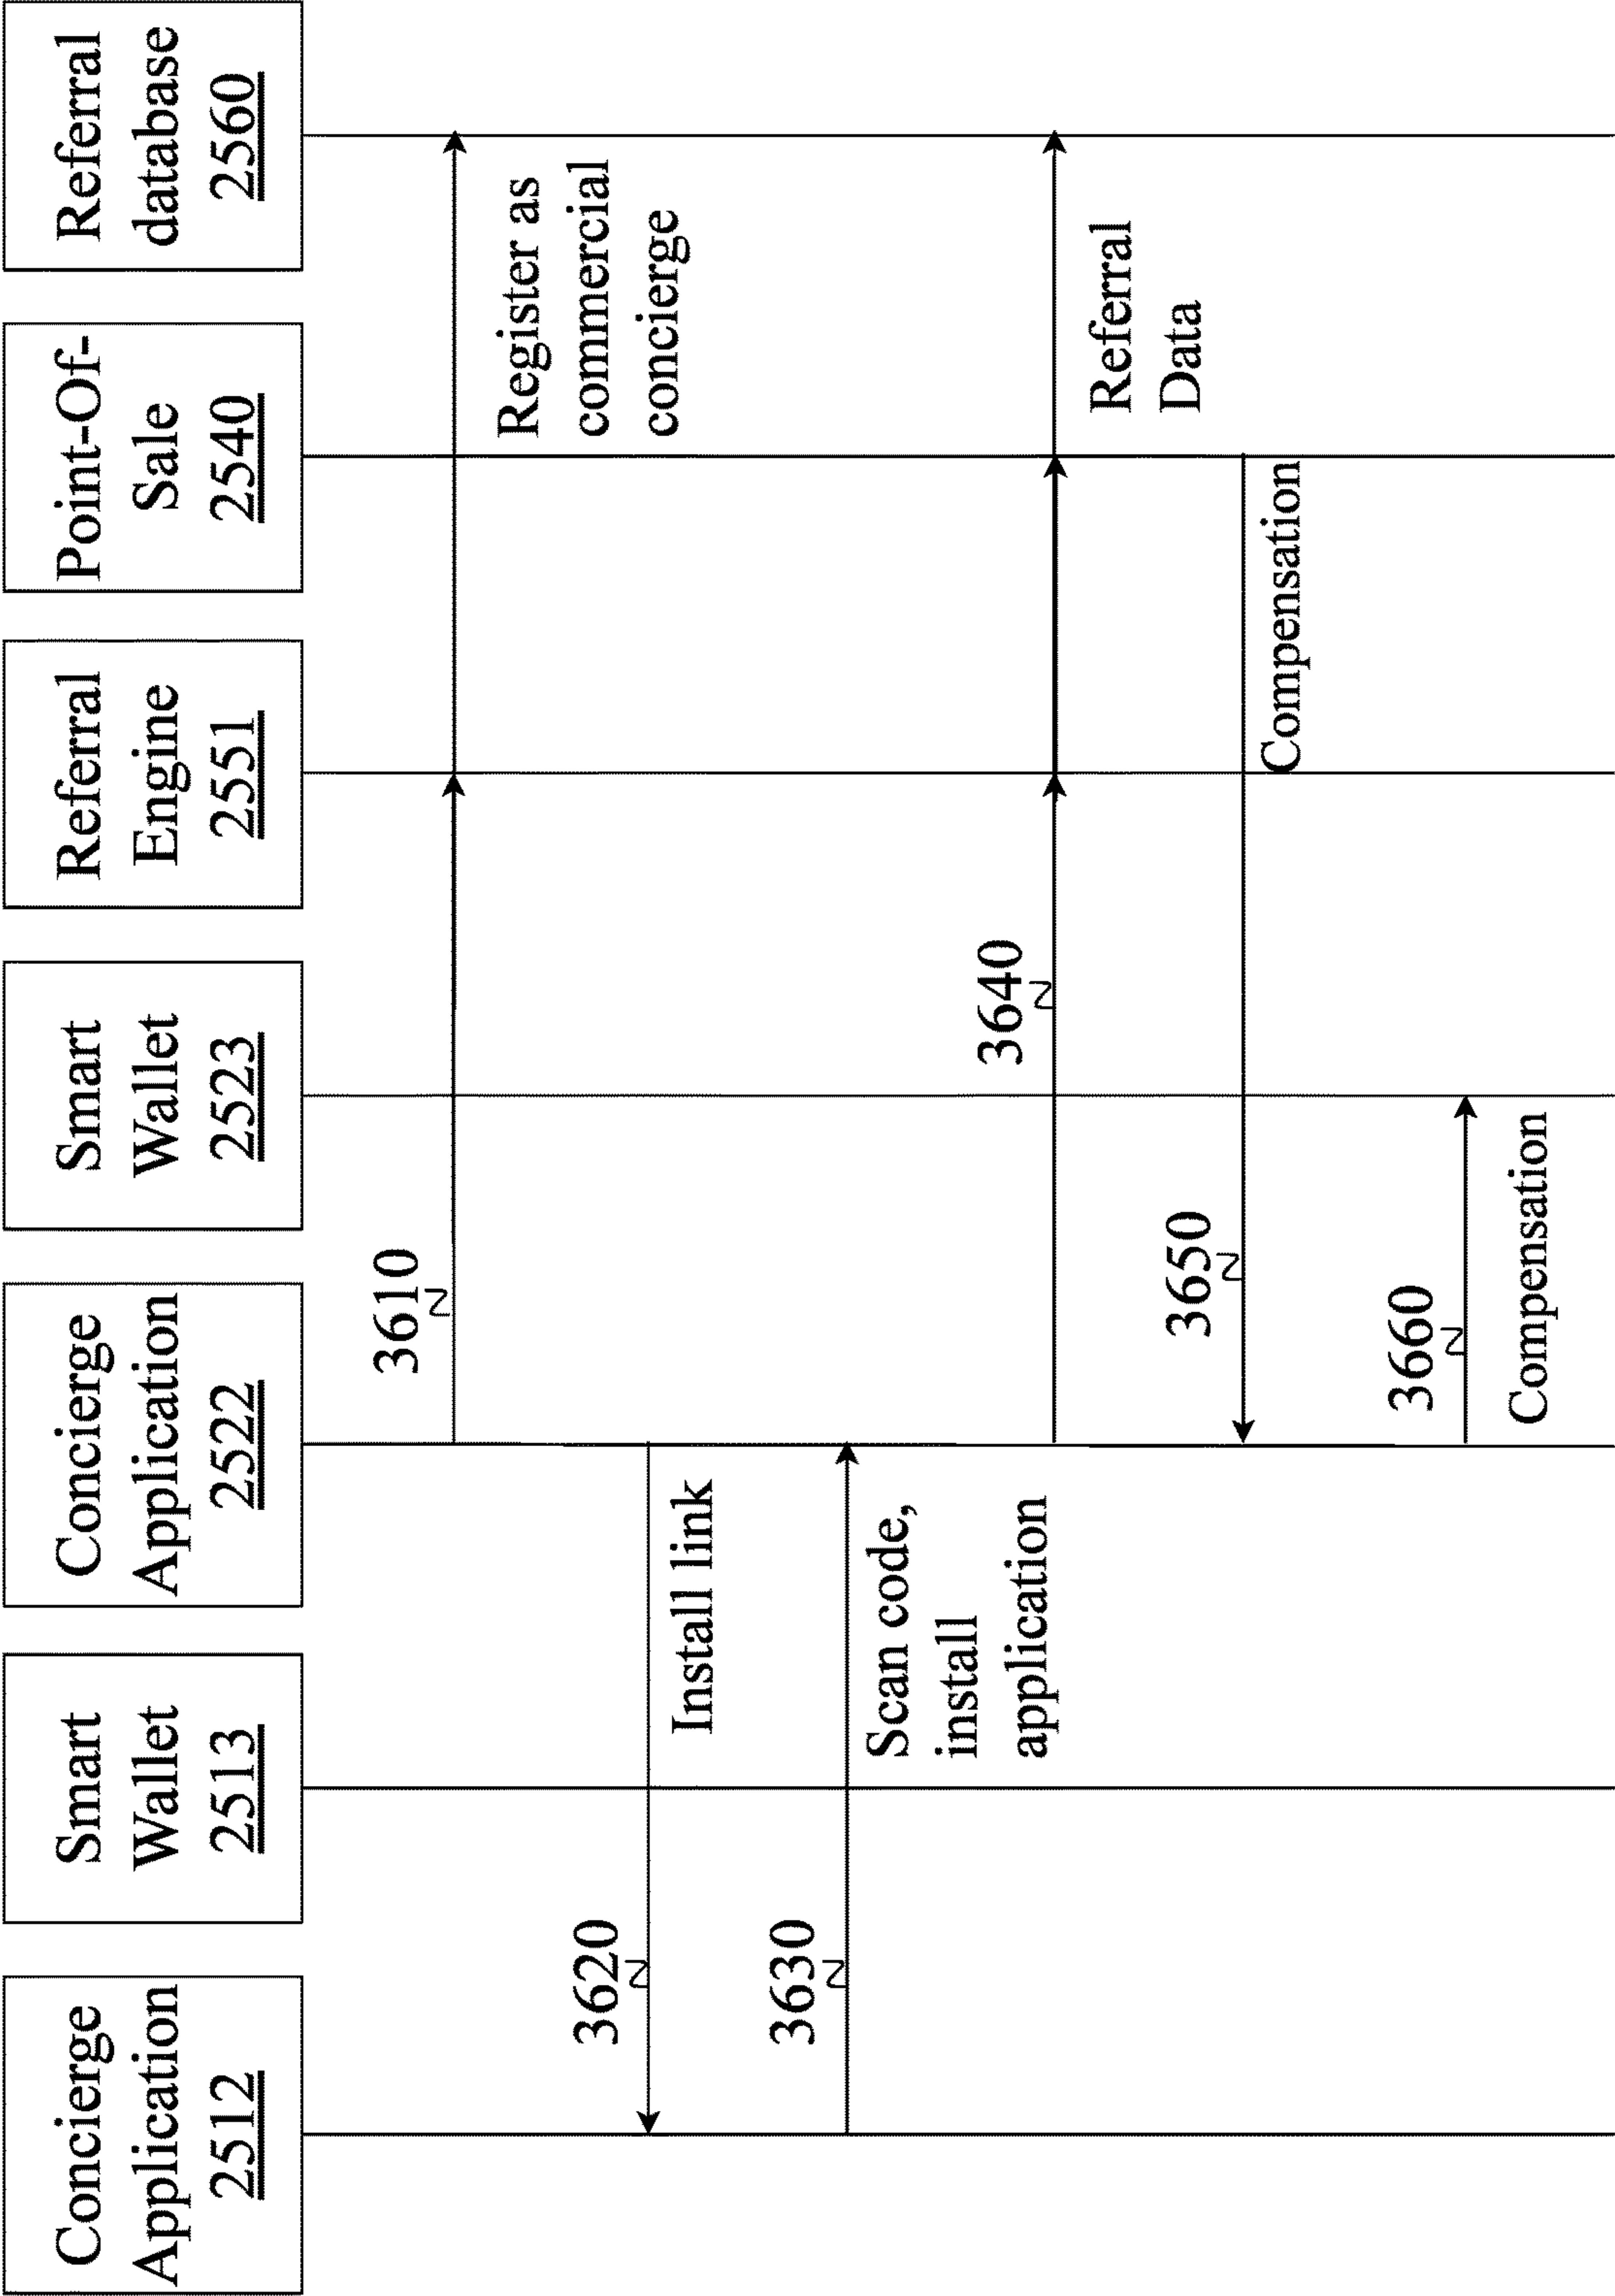 Concierge
Application
2512
Smart
Wallet
2513
Concierge
Application
2522
Smart
Wallet
2523
Referral
Engine
2551
Point-Of-
Sale
2540
Referral
database
2560
3610
Register as
commercial
concierge
3620
Install link
3630
Scan code,
install
application
3640
Referral
Data
3650
Compensation
3660
Compensation